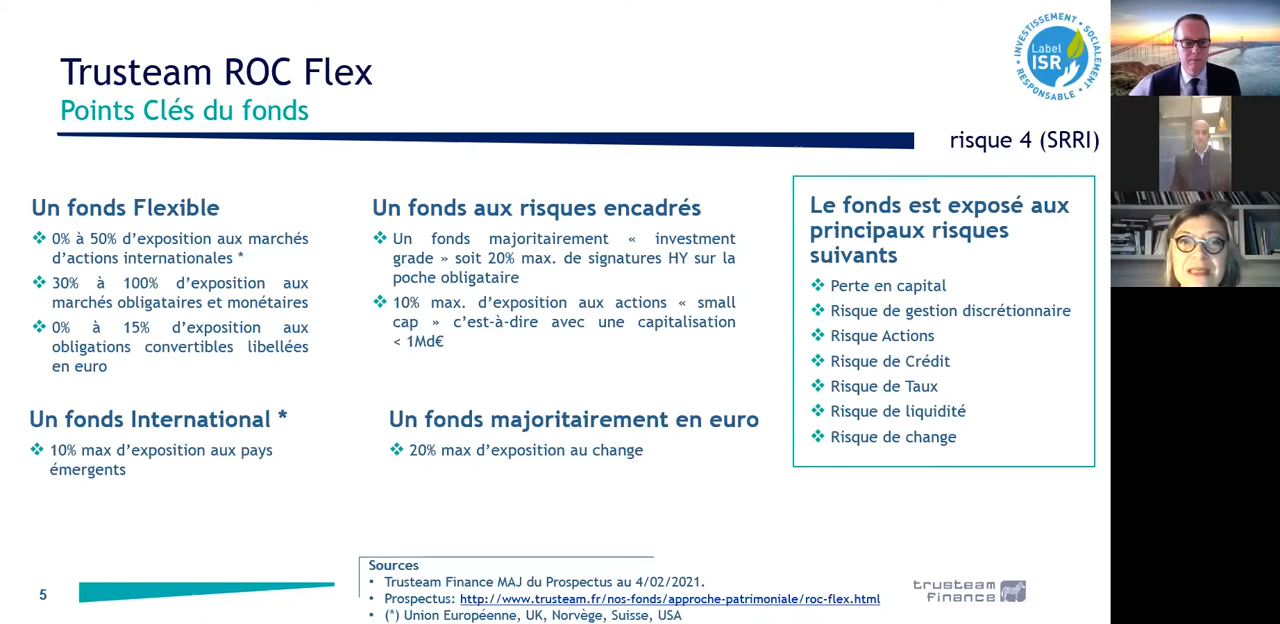 Trusteam ROC Flex
Points Clés du fonds
INVESTISSEMENT SOCIALEMENT RESPONSABLE
Label
ISR
risque 4 (SRRI)
Un fonds Flexible
0% à 50% d’exposition aux marchés
d’actions internationales *
30% à 100% d’exposition aux
marchés obligataires et monétaires
0% à 15% d’exposition aux
obligations convertibles libellées
en euro
Un fonds aux risques encadrés
Un fonds majoritairement « investment
grade » soit 20% max. de signatures HY sur la
poche obligataire
10% max. d’exposition aux actions « small
cap » c’est-à-dire avec une capitalisation
< 1Md€
Un fonds International *
10% max d’exposition aux pays
émergents
Un fonds majoritairement en euro
20% max d’exposition au change
Le fonds est exposé aux
principaux risques
suivants
Perte en capital
Risque de gestion discrétionnaire
Risque Actions
Risque de Crédit
Risque de Taux
Risque de liquidité
Risque de change
5
Sources
• Trusteam Finance MAJ du Prospectus au 4/02/2021.
• Prospectus: http://www.trusteam.fr/nos-fonds/approche-patrimoniale/roc-flex.html
• (*) Union Européenne, UK, Norvège, Suisse, USA
trusteam
finance